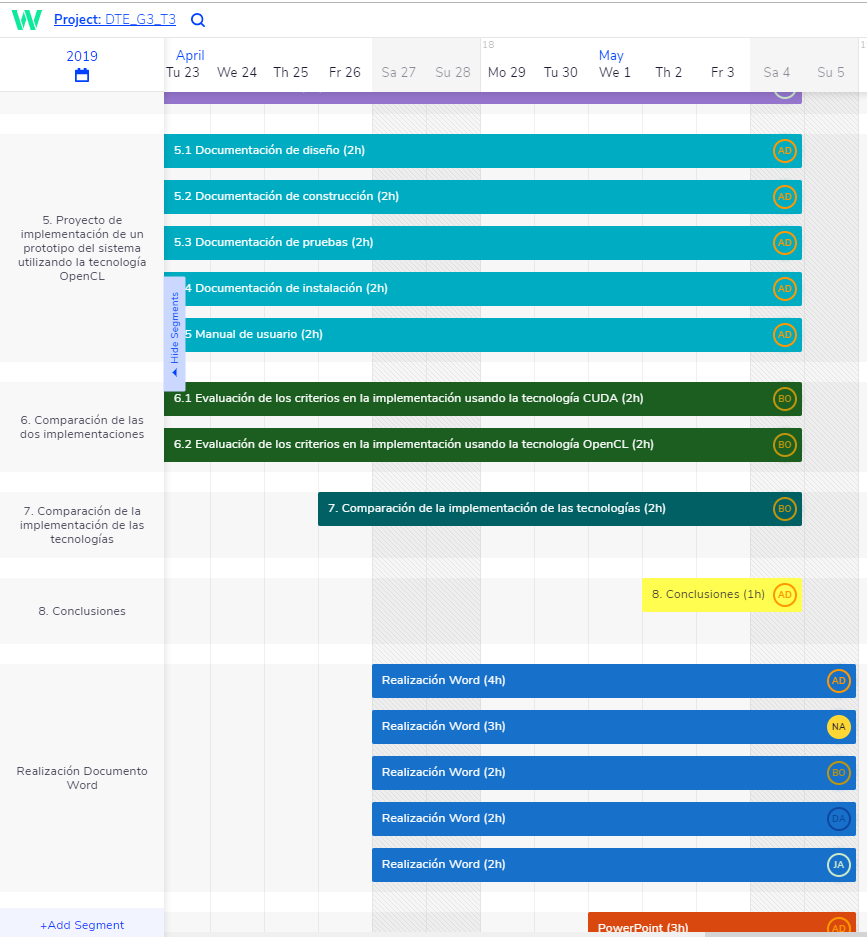 W Project: DTE_G3_T3
2019
April
18
May
1
Tu 23 We 24 Th 25 Fr 26 Sa 27 Su 28 Mo 29 Tu 30 We 1 Th 2 Fr 3 Sa 4 Su 5
5. Proyecto de
implementación de un
prototipo del sistema
utilizando la tecnología
OpenCL
5.1 Documentación de diseño (2h) AD
5.2 Documentación de construcción (2h) AD
5.3 Documentación de pruebas (2h) AD
4 Documentación de instalación (2h) AD
5 Manual de usuario (2h) AD
Hide Segments
6. Comparación de las
dos implementaciones
6.1 Evaluación de los criterios en la implementación usando la tecnología CUDA (2h) BO
6.2 Evaluación de los criterios en la implementación usando la tecnología OpenCL (2h) BO
7. Comparación de la
implementación de las
tecnologías
7. Comparación de la implementación de las tecnologías (2h) BO
8. Conclusiones
8. Conclusiones (1h) AD
Realización Documento
Word
Realización Word (4h) AD
Realización Word (3h) NA
Realización Word (2h) BO
Realización Word (2h) DA
Realización Word (2h) JA
+Add Segment
PowerPoint (3h) AD